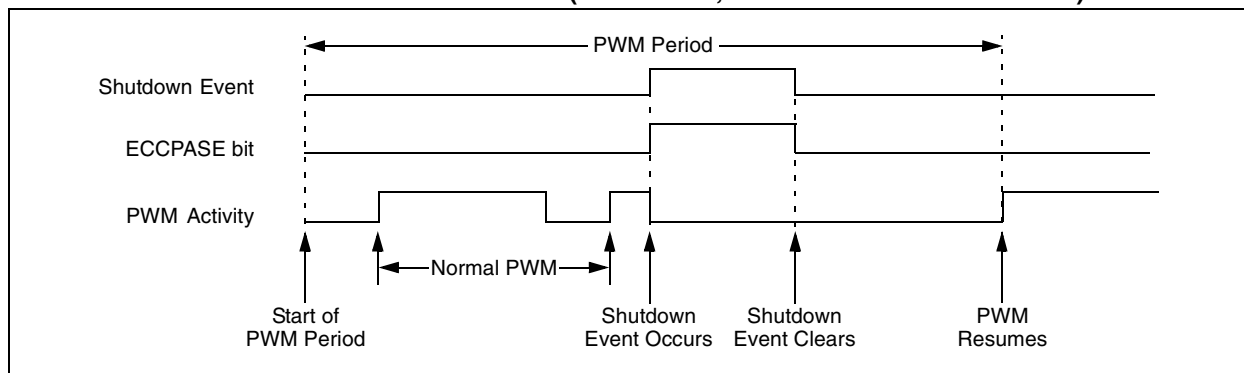 PWM Period
Shutdown Event
ECCPASE bit
PWM Activity
Normal PWM
Start of
PWM Period
Shutdown
Event Occurs
Shutdown
Event Clears
PWM
Resumes